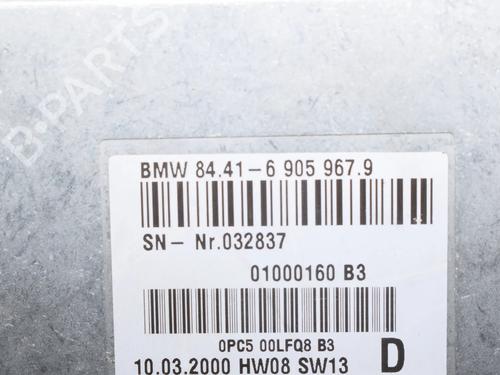 B-PARTS
BMW 84.41-6 905 967.9
SN- Nr.032837
01000160 B3
0PC5 00LFQ8 B3
10.03.2000 HW08 SW13 D